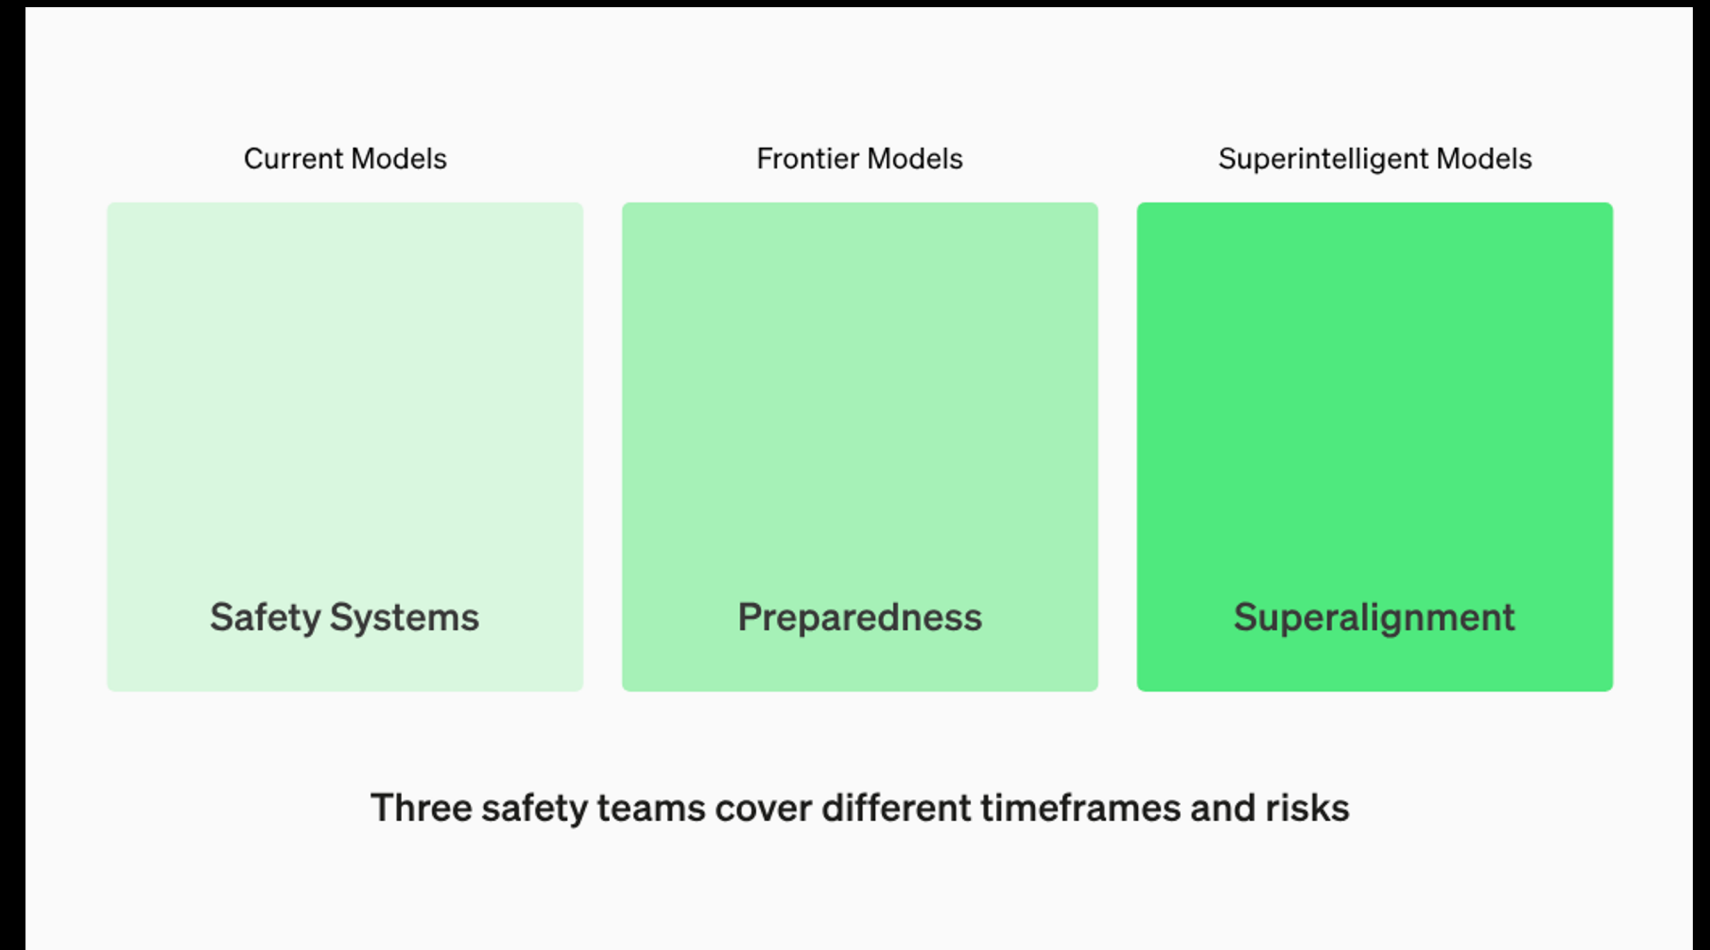 Current Models
Frontier Models
Superintelligent Models
Safety Systems
Preparedness
Superalignment
Three safety teams cover different timeframes and risks